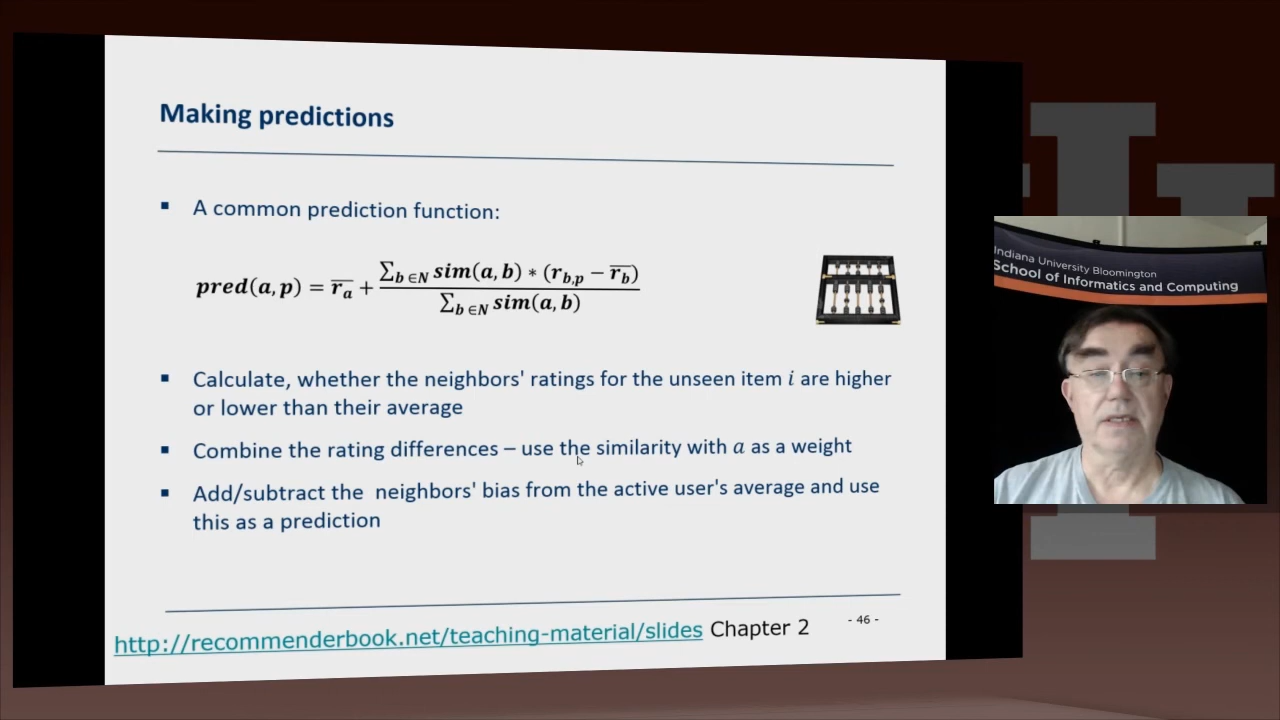 Making predictions
▪ A common prediction function:
pred(a, p) = r̅ₐ + ∑_{b ∈N} sim(a, b) ∗ (r_{b,p} − r̅_b) / ∑_{b ∈N} sim(a, b)
▪ Calculate, whether the neighbors' ratings for the unseen item i are higher
or lower than their average
▪ Combine the rating differences – use the similarity with a as a weight
▪ Add/subtract the neighbors' bias from the active user's average and use
this as a prediction
http://recommenderbook.net/teaching-material/slides Chapter 2
- 46 -
Indiana University Bloomington
School of Informatics and Computing